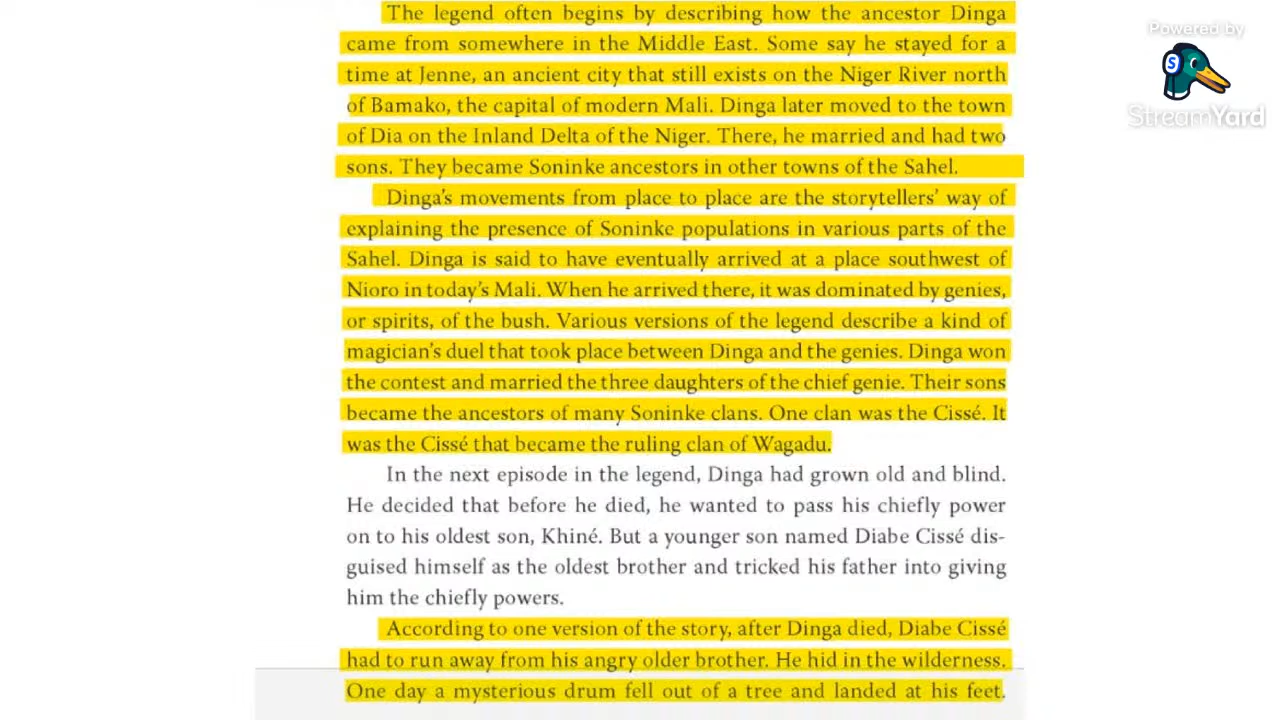 The legend often begins by describing how the ancestor Dinga
came from somewhere in the Middle East. Some say he stayed for a
time at Jenne, an ancient city that still exists on the Niger River north
of Bamako, the capital of modern Mali. Dinga later moved to the town
of Dia on the Inland Delta of the Niger. There, he married and had two
sons. They became Soninke ancestors in other towns of the Sahel.
Dinga's movements from place to place are the storytellers' way of
explaining the presence of Soninke populations in various parts of the
Sahel. Dinga is said to have eventually arrived at a place southwest of
Nioro in today's Mali. When he arrived there, it was dominated by genies,
or spirits, of the bush. Various versions of the legend describe a kind of
magician's duel that took place between Dinga and the genies. Dinga won
the contest and married the three daughters of the chief genie. Their sons
became the ancestors of many Soninke clans. One clan was the Cissé. It
was the Cissé that became the ruling clan of Wagadu.
In the next episode in the legend, Dinga had grown old and blind.
He decided that before he died, he wanted to pass his chiefly power
on to his oldest son, Khiné. But a younger son named Diabe Cissé dis-
guised himself as the oldest brother and tricked his father into giving
him the chiefly powers.
According to one version of the story, after Dinga died, Diabe Cissé
had to run away from his angry older brother. He hid in the wilderness.
One day a mysterious drum fell out of a tree and landed at his feet.
Powered by
S
StreamYard